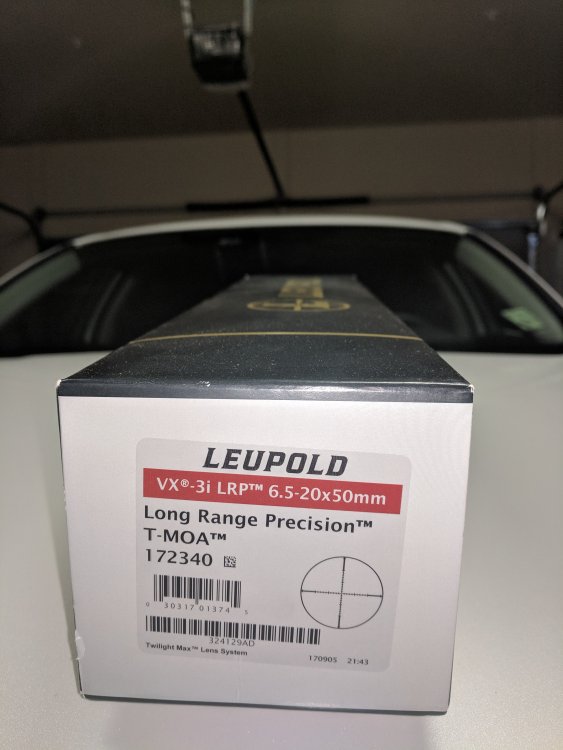 LEUPOLD
VX®-3i LRP™ 6.5-20x50mm
Long Range Precision™
T-MOA™
172340
0 30317 01374 5
324129AD
Twilight Max™ Lens System
170905 21:43